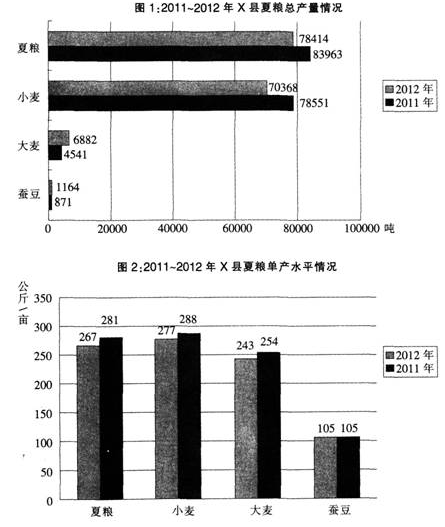 图 1:2011~2012 年 X 县夏粮总产量情况
夏粮
78414
83963
小麦
70368
78551
大麦
6882
4541
蚕豆
1164
871
2012 年
2011 年
0 20000 40000 60000 80000 100000 吨
图 2:2011~2012 年 X 县夏粮单产水平情况
公斤/亩
350
300
250
200
150
100
50
0
267 281
277 288
243 254
105 105
2012 年
2011 年
夏粮 小麦 大麦 蚕豆